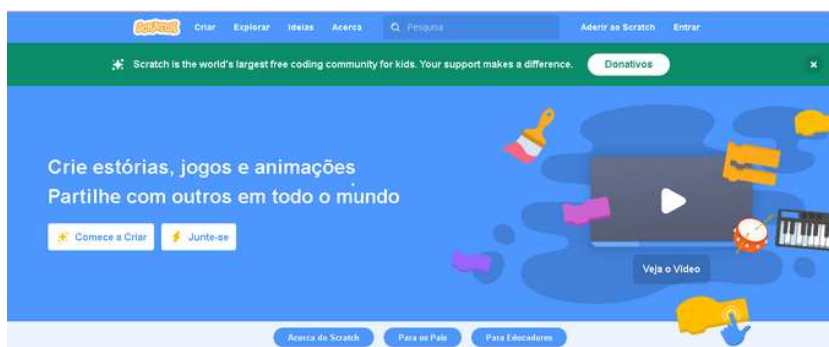 SCRATCH Criar Explorar Ideias Acerca Pesquisa Aderir ao Scratch Entrar
Scratch is the world's largest free coding community for kids. Your support makes a difference. Donativos
Crie estórias, jogos e animações
Partilhe com outros em todo o mundo
Comece a Criar Junte-se
Veja o Vídeo
Acerca do Scratch Para os Pais Para Educadores